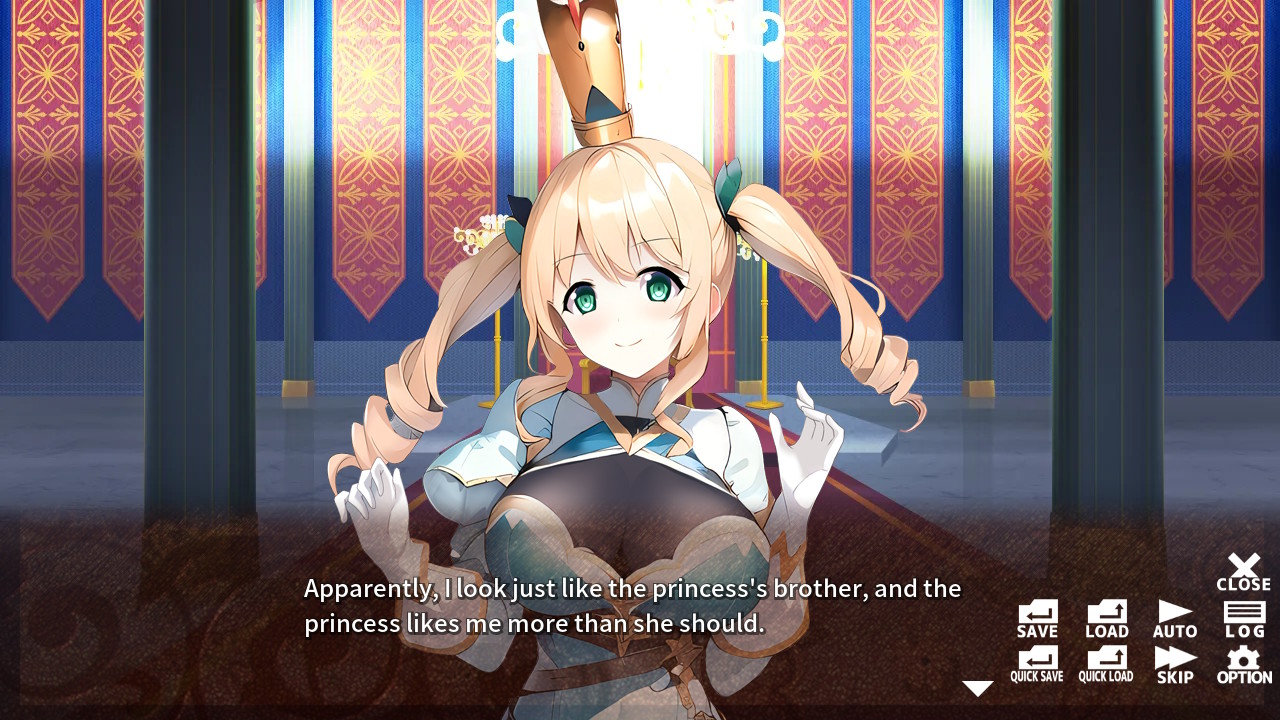 Apparently, I look just like the princess's brother, and the
princess likes me more than she should.
CLOSE
SAVE
LOAD
AUTO
LOG
QUICK SAVE
QUICK LOAD
SKIP
OPTION